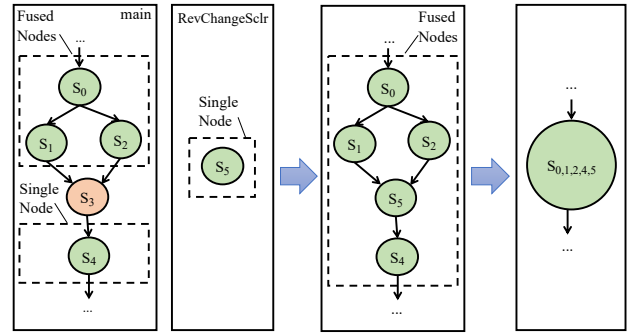 Fused
Nodes
main
...
S0
S1
S2
Single
Node
S3
S4
...
RevChangeSclr
Single
Node
S5
Fused
Nodes
...
S0
S1
S2
S5
S4
...
...
S0,1,2,4,5
...